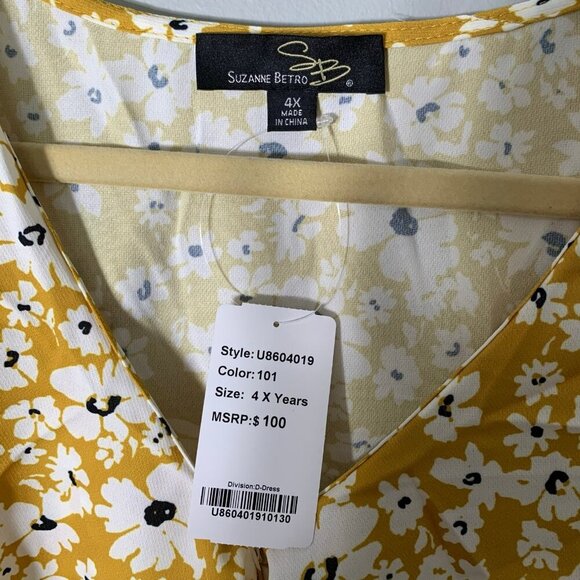 SB
SUZANNE BETRO ®
4X
MADE
IN CHINA
Style: U8604019
Color: 101
Size: 4 X Years
MSRP:$ 100
Division:D-Dress
U860401910130